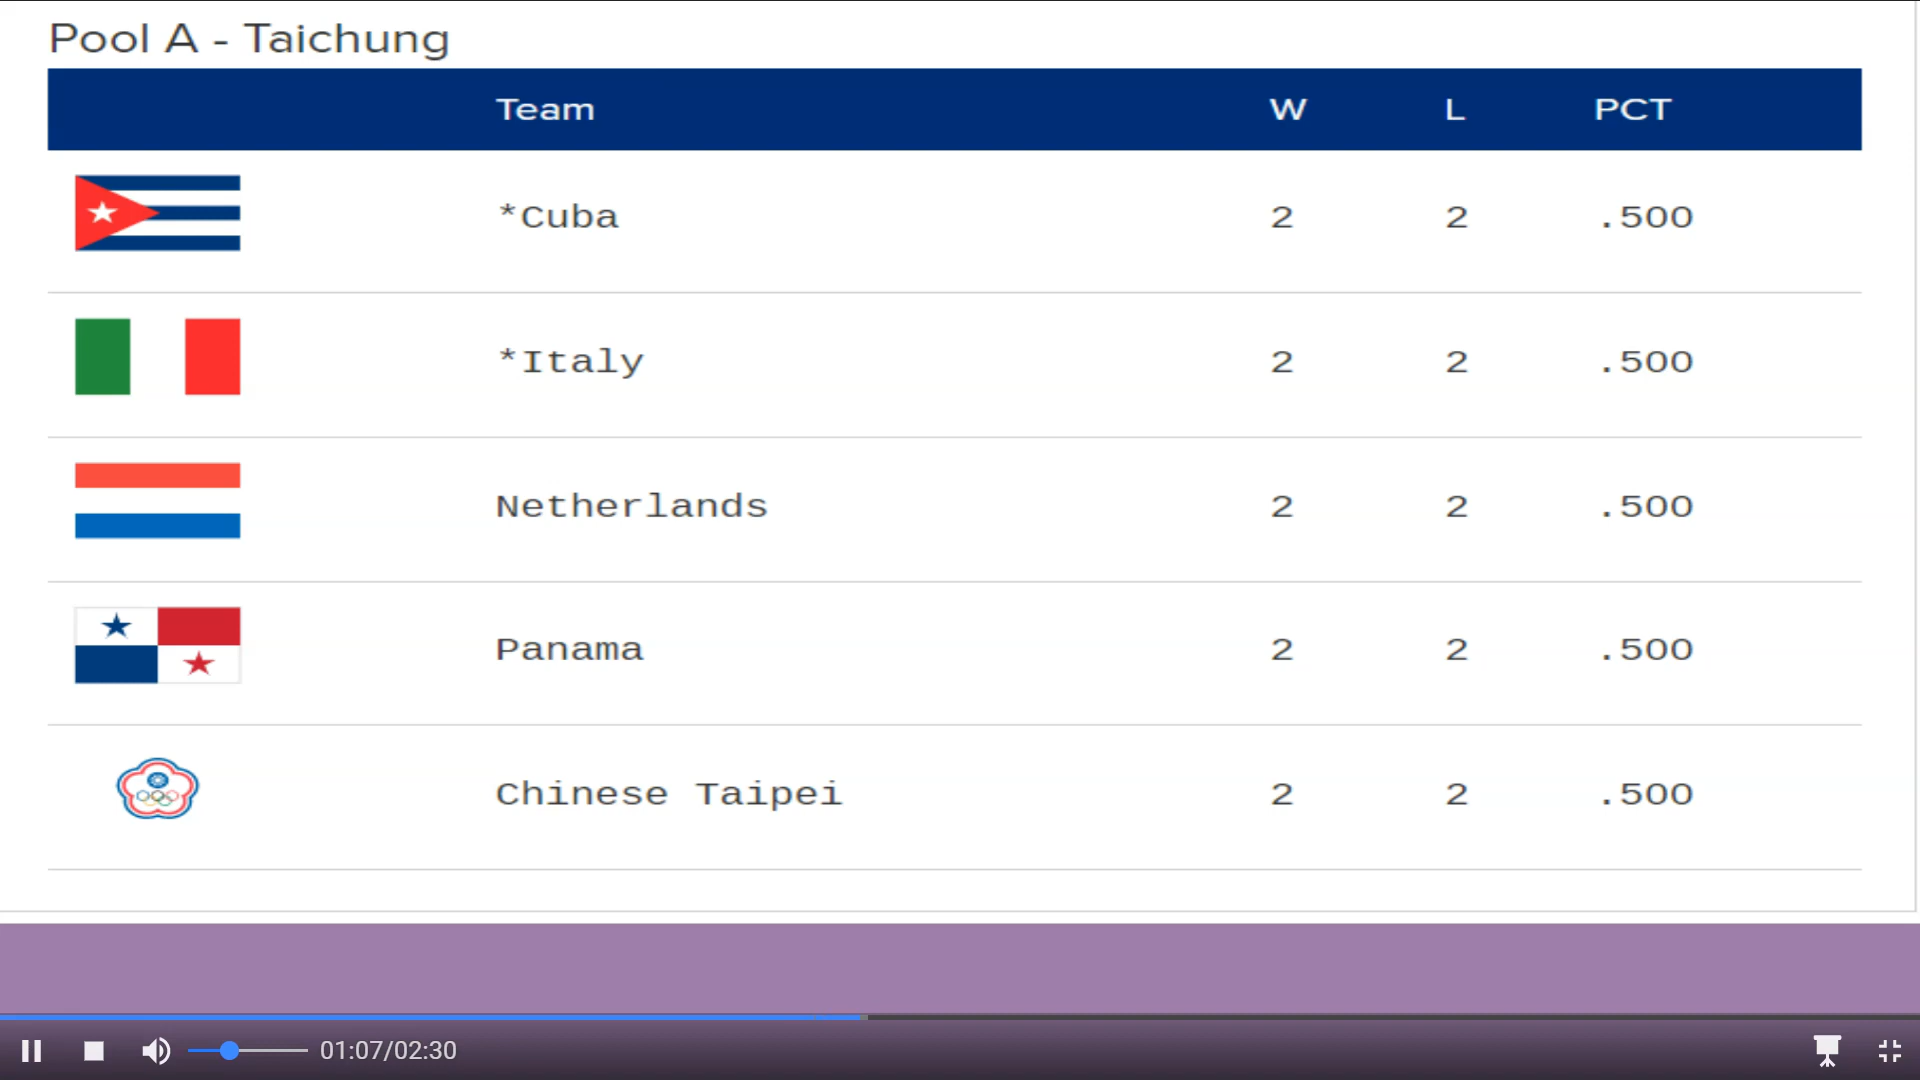 Pool A - Taichung
Team W L PCT
*Cuba 2 2 .500
*Italy 2 2 .500
Netherlands 2 2 .500
Panama 2 2 .500
Chinese Taipei 2 2 .500
01:07/02:30